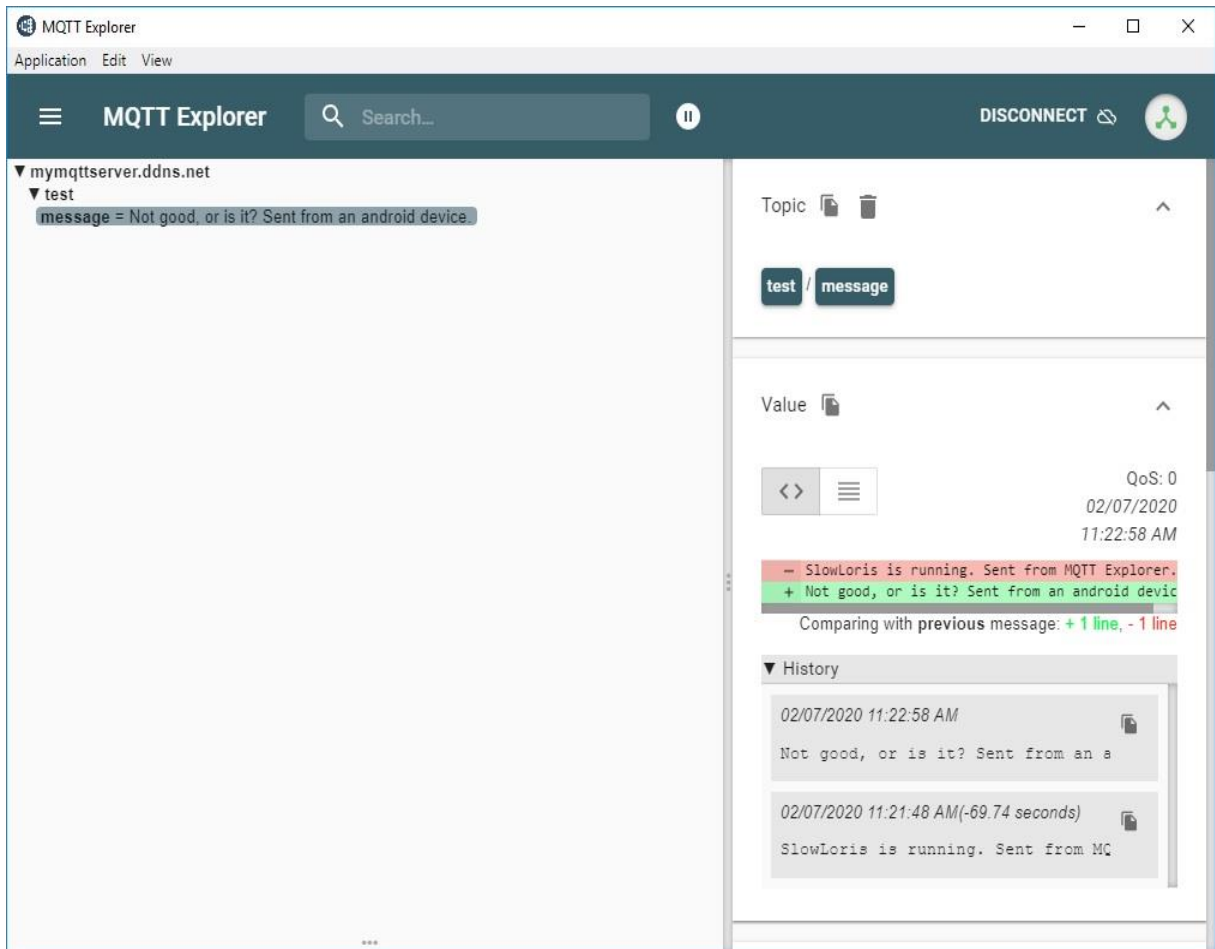 MQTT Explorer
Application Edit View
MQTT Explorer
Search...
DISCONNECT
▼ mymqttserver.ddns.net
▼ test
message = Not good, or is it? Sent from an android device.
Topic
test / message
Value
QoS: 0
02/07/2020
11:22:58 AM
- SlowLoris is running. Sent from MQTT Explorer.
+ Not good, or is it? Sent from an android devic
Comparing with previous message: + 1 line, - 1 line
▼ History
02/07/2020 11:22:58 AM
Not good, or is it? Sent from an a
02/07/2020 11:21:48 AM(-69.74 seconds)
SlowLoris is running. Sent from MQ